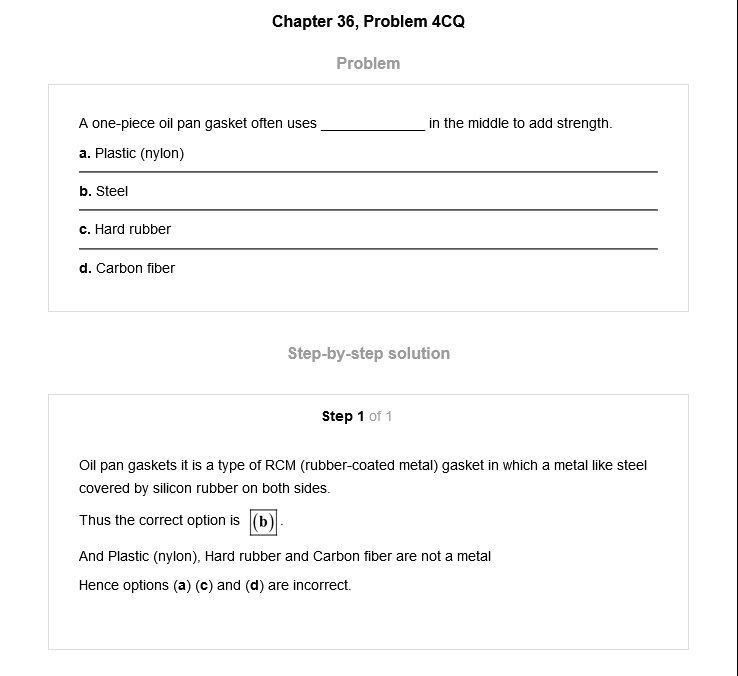 Chapter 36, Problem 4CQ
Problem
A one-piece oil pan gasket often uses _____________ in the middle to add strength.
a. Plastic (nylon)
b. Steel
c. Hard rubber
d. Carbon fiber
Step-by-step solution
Step 1 of 1
Oil pan gaskets it is a type of RCM (rubber-coated metal) gasket in which a metal like steel
covered by silicon rubber on both sides.
Thus the correct option is (b).
And Plastic (nylon), Hard rubber and Carbon fiber are not a metal
Hence options (a) (c) and (d) are incorrect.